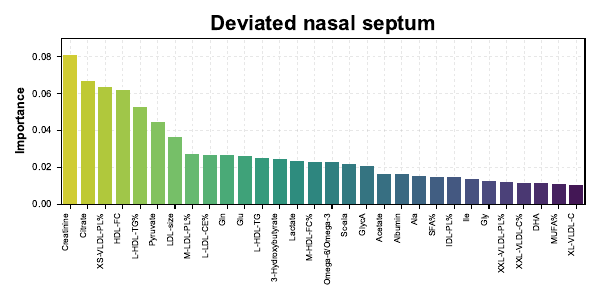 Deviated nasal septum
Importance
0.08
0.06
0.04
0.02
0.00
Creatinine
Citrate
XS-VLDL-PL%
HDL-FC
L-HDL-TG%
Pyruvate
LDL-size
M-LDL-PL%
L-LDL-CE%
Gln
Glu
L-HDL-TG
3-Hydroxybutyrate
Lactate
M-HDL-FC%
Omega-6/Omega-3
GlycA
Acetate
Albumin
Ala
SFA%
IDL-PL%
Ile
Gly
XXL-VLDL-PL%
XXL-VLDL-C%
DHA
MUFA%
XL-VLDL-C